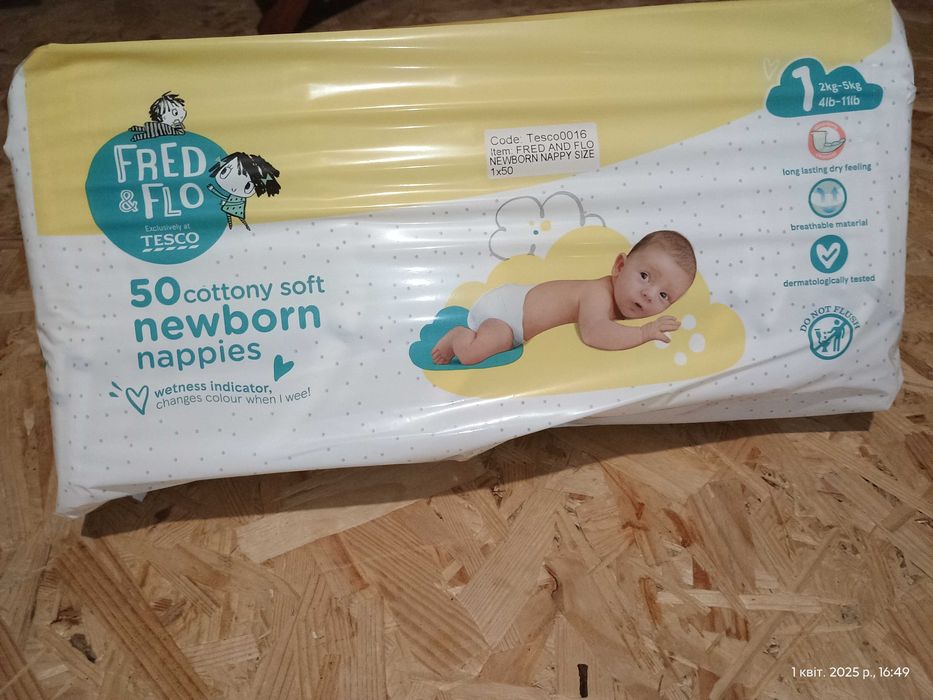 FRED
& FLO
Exclusively at
TESCO
50 cottony soft
newborn
nappies
wetness indicator,
changes colour when I wee!
Code: Tesco0016
Item: FRED AND FLO
NEWBORN NAPPY SIZE
1x50
1
2kg-5kg
4lb-11lb
long lasting dry feeling
breathable material
dermatologically tested
DO NOT FLUSH
1 квіт. 2025 р., 16:49